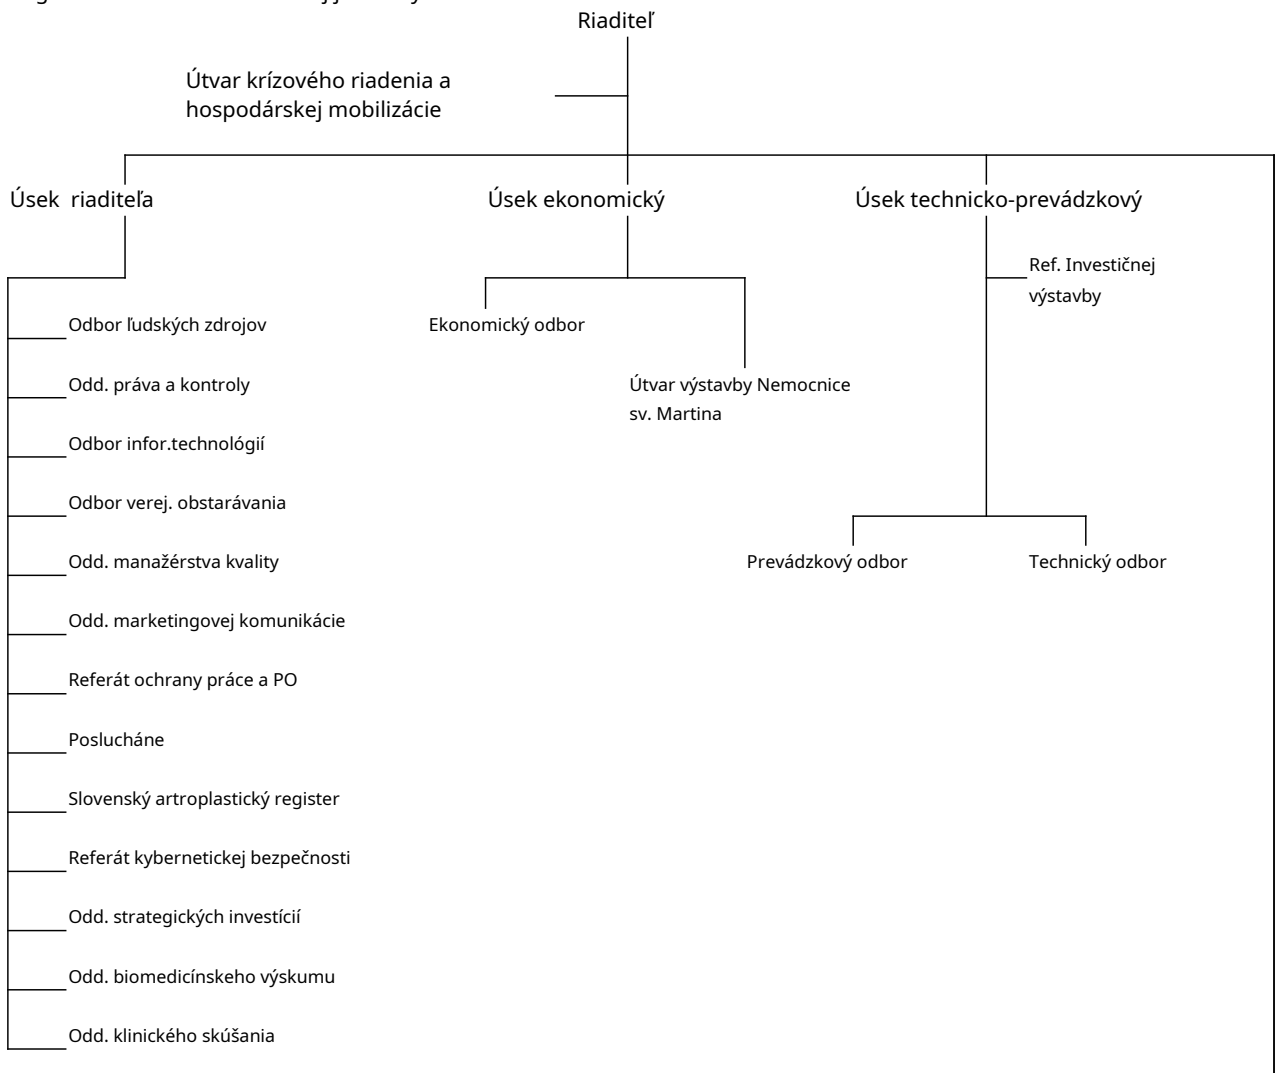 Riaditeľ
Útvar krízového riadenia a
hospodárskej mobilizácie
Úsek  riaditeľa
Úsek ekonomický
Úsek technicko-prevádzkový
Ref. Investičnej
výstavby
Odbor ľudských zdrojov
Ekonomický odbor
Odd. práva a kontroly
Útvar výstavby Nemocnice
sv. Martina
Odbor infor.technológií
Odbor verej. obstarávania
Odd. manažérstva kvality
Prevádzkový odbor
Technický odbor
Odd. marketingovej komunikácie
Referát ochrany práce a PO
Poslucháne
Slovenský artroplastický register
Referát kybernetickej bezpečnosti
Odd. strategických investícií
Odd. biomedicínskeho výskumu
Odd. klinického skúšania